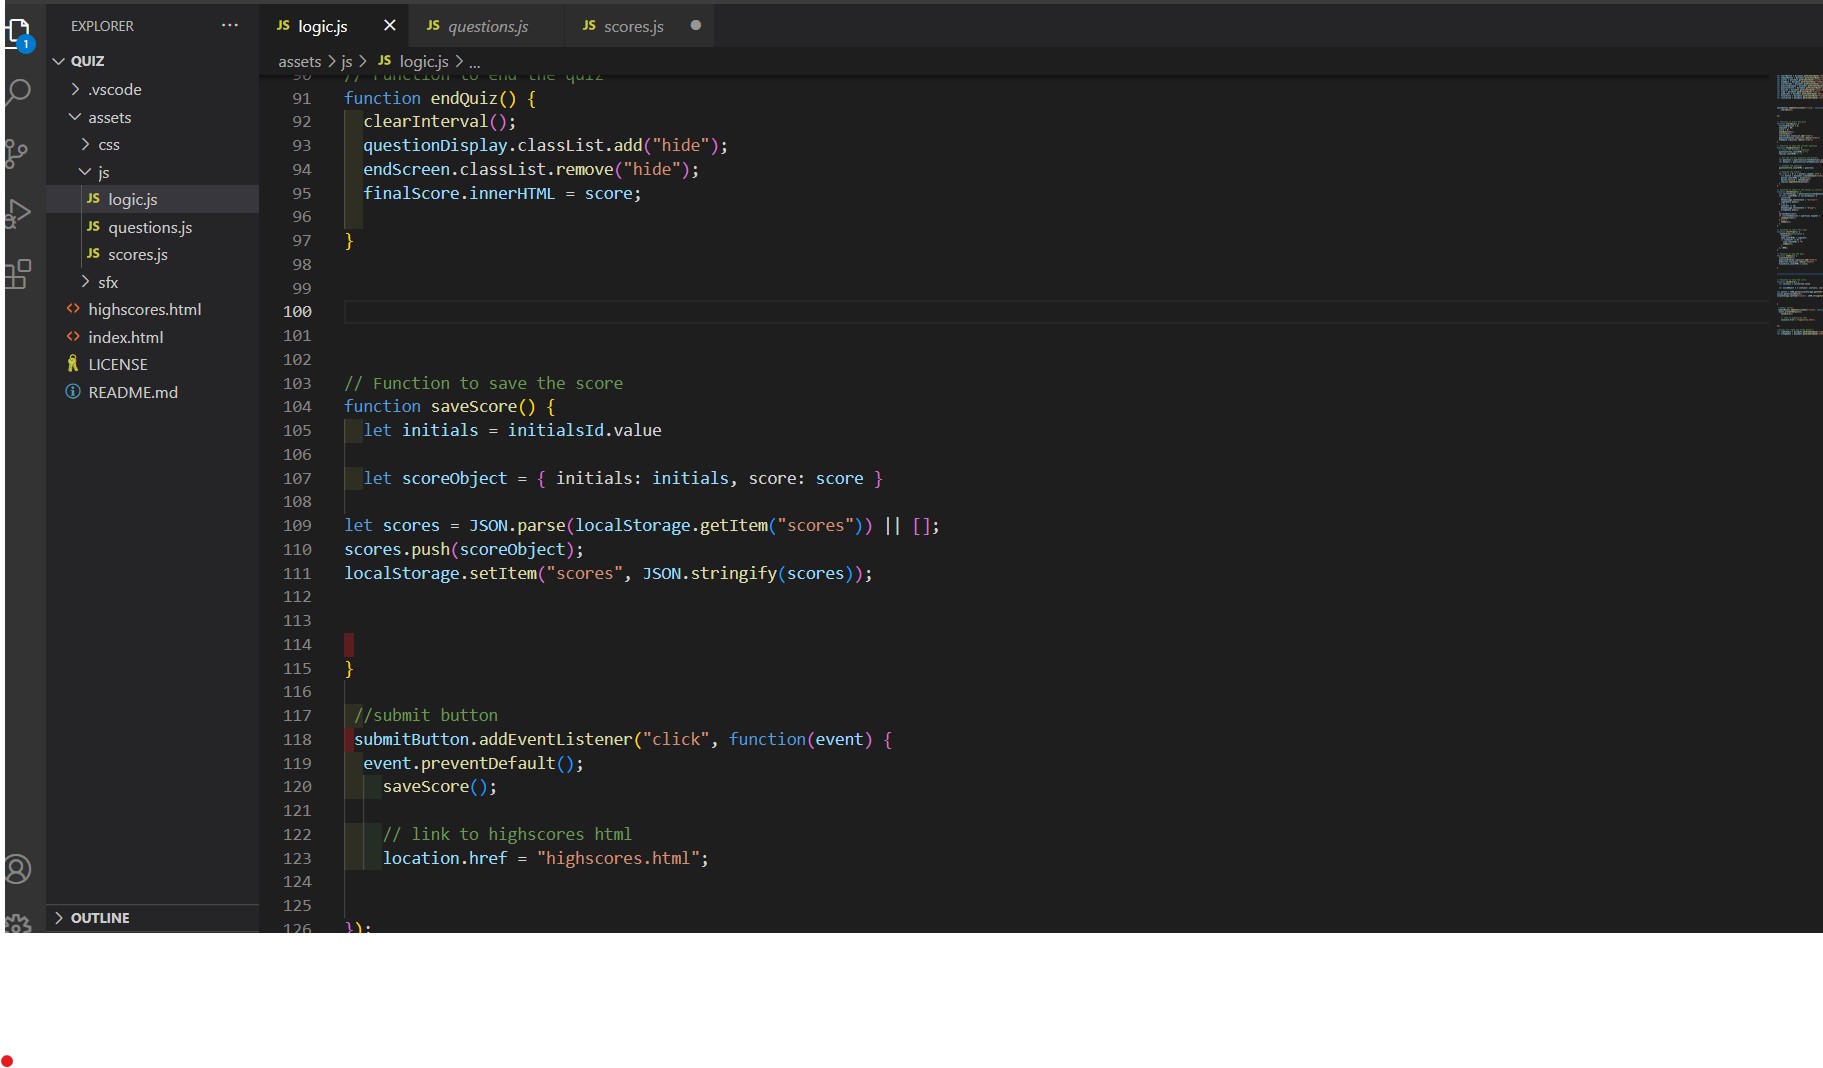 EXPLORER
...
1
QUIZ
.vscode
assets
css
js
JS logic.js
JS questions.js
JS scores.js
sfx
<> highscores.html
<> index.html
LICENSE
README.md
OUTLINE
JS logic.js
JS questions.js
JS scores.js
assets > js > JS logic.js > ...
90 // Function to end the quiz
91 function endQuiz() {
92 clearInterval();
93 questionDisplay.classList.add("hide");
94 endScreen.classList.remove("hide");
95 finalScore.innerHTML = score;
96
97 }
98
99
100
101
102
103 // Function to save the score
104 function saveScore() {
105 let initials = initialsId.value
106
107 let scoreObject = { initials: initials, score: score }
108
109 let scores = JSON.parse(localStorage.getItem("scores")) || [];
110 scores.push(scoreObject);
111 localStorage.setItem("scores", JSON.stringify(scores));
112
113
114
115 }
116
117 //submit button
118 submitButton.addEventListener("click", function(event) {
119 event.preventDefault();
120 saveScore();
121
122 // link to highscores html
123 location.href = "highscores.html";
124
125
126 });